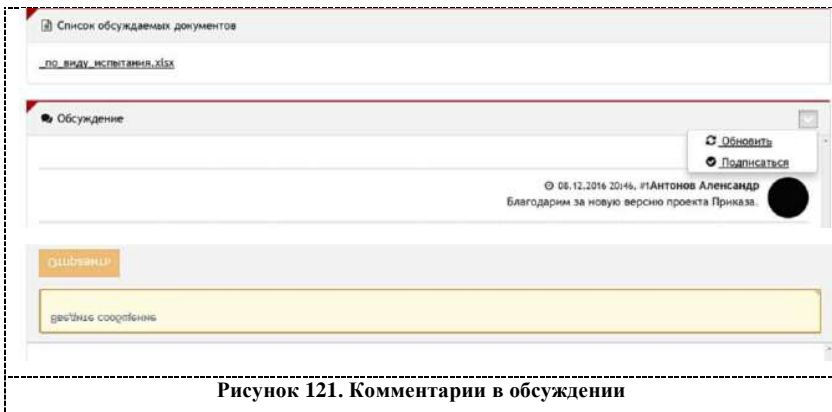 Список обсуждаемых документов
_по_виду_испытания.xlsx
Обсуждение
Обновить
Подписаться
08.12.2016 20:46, #1Антонов Александр
Благодарим за новую версию проекта Приказа.
Отправить
Введите сообщение
Рисунок 121. Комментарии в обсуждении